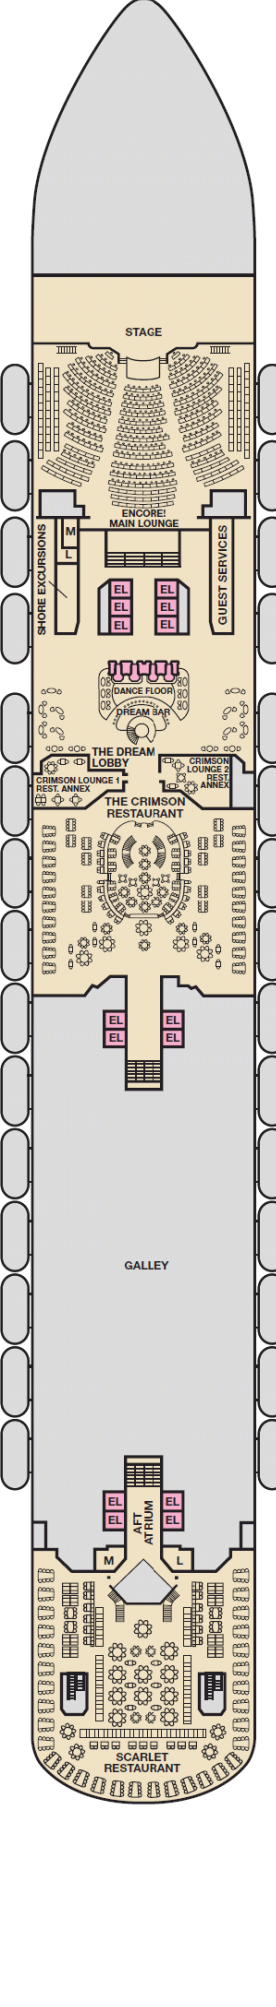 STAGE
ENCORE!
MAIN LOUNGE
SHORE EXCURSIONS
M
L
GUEST SERVICES
EL EL
EL EL
EL EL
DANCE FLOOR
DREAM BAR
THE DREAM
LOBBY
CRIMSON LOUNGE 1
REST. ANNEX
CRIMSON
LOUNGE 2
REST.
ANNEX
THE CRIMSON
RESTAURANT
EL EL
EL EL
GALLEY
EL EL
EL EL
AFT
ATRIUM
M L
SCARLET
RESTAURANT